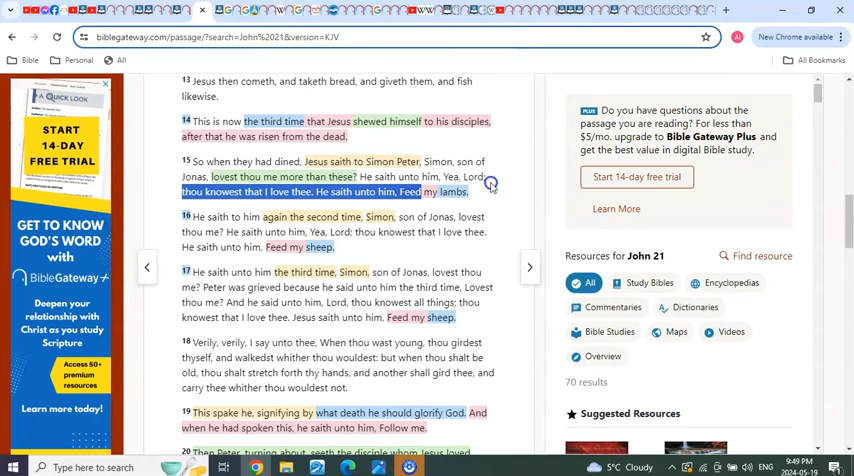 biblegateway.com/passage/?search=John%2021&version=KJV
New Chrome available
Bible
Personal
All
All Bookmarks
A QUICK LOOK
START
14-DAY
FREE TRIAL
GET TO
KNOW
GOD'S WORD
with
BibleGateway+
Deepen your
relationship with
Christ as you study
Scripture
Access 50+
premium
resources
Learn more today!
13 Jesus then cometh, and taketh bread, and giveth them, and fish
likewise.
14 This is now the third time that Jesus shewed himself to his disciples,
after that he was risen from the dead.
15 So when they had dined, Jesus saith to Simon Peter, Simon, son of
Jonas, lovest thou me more than these? He saith unto him, Yea, Lord;
thou knowest that I love thee. He saith unto him, Feed my lambs.
16 He saith to him again the second time, Simon, son of Jonas, lovest
thou me? He saith unto him, Yea, Lord; thou knowest that I love thee.
He saith unto him, Feed my sheep.
17 He saith unto him the third time, Simon, son of Jonas, lovest thou
me? Peter was grieved because he said unto him the third time, Lovest
thou me? And he said unto him, Lord, thou knowest all things; thou
knowest that I love thee. Jesus saith unto him, Feed my sheep.
18 Verily, verily, I say unto thee, When thou wast young, thou girdest
thyself, and walkedst whither thou wouldest: but when thou shalt be
old, thou shalt stretch forth thy hands, and another shall gird thee, and
carry thee whither thou wouldest not.
19 This spake he, signifying by what death he should glorify God. And
when he had spoken this, he saith unto him, Follow me.
20 Then Peter, turning about, seeth the disciple whom Jesus loved
PLUS Do you have questions about the
passage you are reading? For less than
$5/mo. upgrade to Bible Gateway Plus and
get the best value in digital Bible study.
Start 14-day free trial
Learn More
Resources for John 21
Find resource
All
Study Bibles
Encyclopedias
Commentaries
Dictionaries
Bible Studies
Maps
Videos
Overview
70 results
Suggested Resources
Type here to search
5°C Cloudy
ENG
9:49 PM
2024-05-19